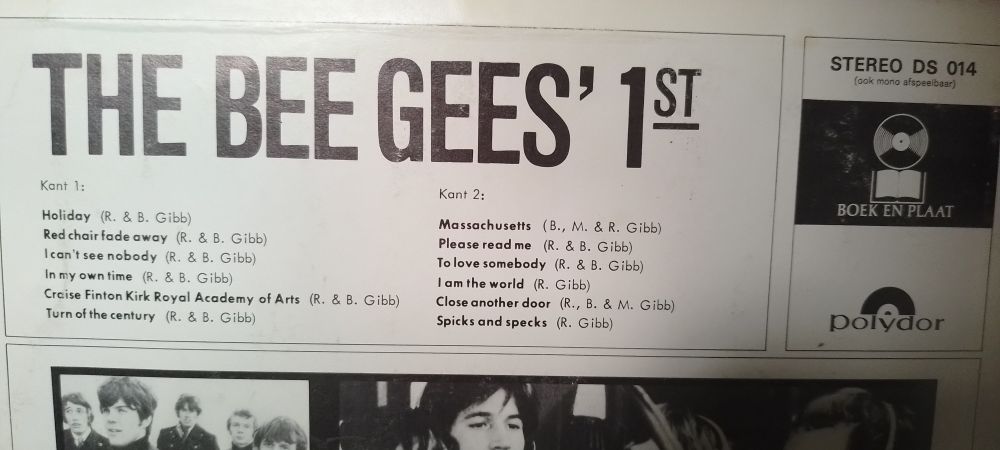 THE BEE GEES' 1ST
Kant 1:
Holiday (R. & B. Gibb)
Red chair fade away (R. & B. Gibb)
I can't see nobody (R. & B. Gibb)
In my own time (R. & B. Gibb)
Craise Finton Kirk Royal Academy of Arts (R. & B. Gibb)
Turn of the century (R. & B. Gibb)
Kant 2:
Massachusetts (B., M. & R. Gibb)
Please read me (R. & B. Gibb)
To love somebody (R. & B. Gibb)
I am the world (R. Gibb)
Close another door (R., B. & M. Gibb)
Spicks and specks (R. Gibb)
STEREO DS 014
(ook mono afspeelbaar)
BOEK EN PLAAT
polydor